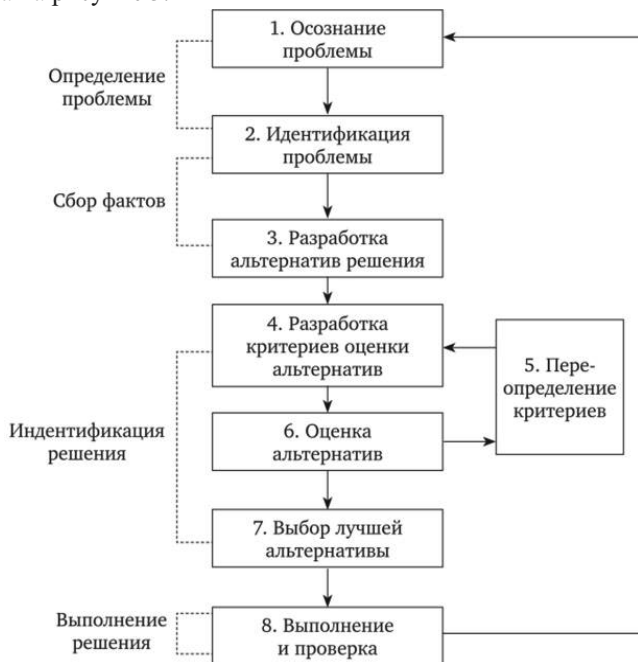 1. Осознание
проблемы
Определение
проблемы
2. Идентификация
проблемы
Сбор фактов
3. Разработка
альтернатив решения
4. Разработка
критериев оценки
альтернатив
5. Пере-
определение
критериев
Индентификация
решения
6. Оценка
альтернатив
7. Выбор лучшей
альтернативы
Выполнение
решения
8. Выполнение
и проверка